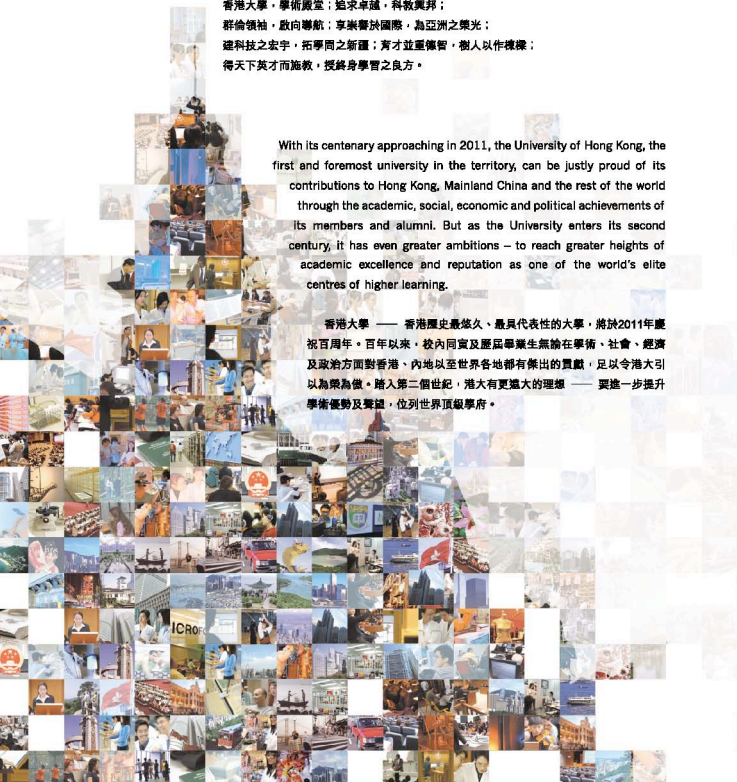 香港大學，學術殿堂；追求卓越，科教興邦；
群倫領袖，啟向導航；享崇譽於國際，為亞洲之榮光；
建科技之宏宇，拓學問之新疆；育才並重德智，樹人以作棟樑；
得天下英才而施教，授終身學習之良方。
With its centenary approaching in 2011, the University of Hong Kong, the
first and foremost university in the territory, can be justly proud of its
contributions to Hong Kong, Mainland China and the rest of the world
through the academic, social, economic and political achievements of
its members and alumni. But as the University enters its second
century, it has even greater ambitions – to reach greater heights of
academic excellence and reputation as one of the world's elite
centres of higher learning.
香港大學 —— 香港歷史最悠久、最具代表性的大學，將於2011年慶
祝百周年。百年以來，校內同寅及歷屆畢業生無論在學術、社會、經濟
及政治方面對香港、內地以至世界各地都有傑出的貢獻，足以令港大引
以為榮為傲。踏入第二個世紀，港大有更遠大的理想 —— 要進一步提升
學術優勢及聲望，位列世界頂級學府。
ICROF